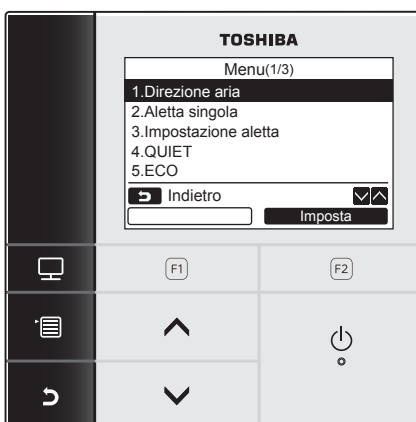 TOSHIBA
Menu(1/3)
1.Direzione aria
2.Aletta singola
3.Impostazione aletta
4.QUIET
5.ECO
Indietro
Imposta
F1 F2